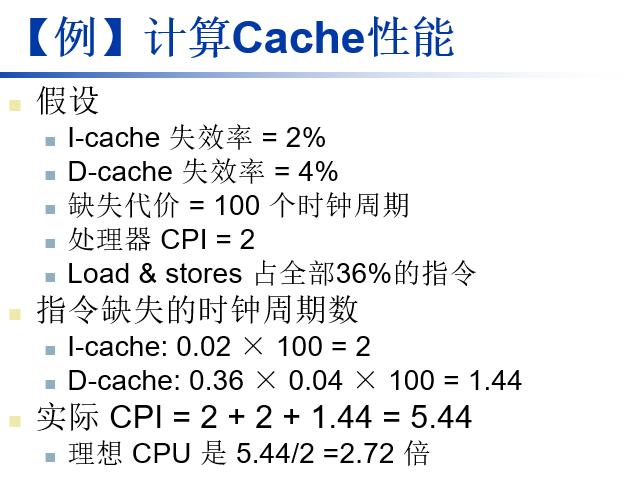 【例】计算Cache性能
假设
I-cache 失效率 = 2%
D-cache 失效率 = 4%
缺失代价 = 100 个时钟周期
处理器 CPI = 2
Load & stores 占全部36%的指令
指令缺失的时钟周期数
I-cache: 0.02 × 100 = 2
D-cache: 0.36 × 0.04 × 100 = 1.44
实际 CPI = 2 + 2 + 1.44 = 5.44
理想 CPU 是 5.44/2 =2.72 倍